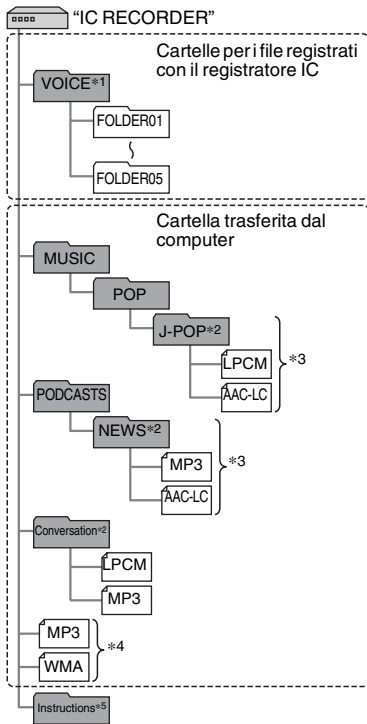 “IC RECORDER”
Cartelle per i file registrati
con il registratore IC
VOICE*1
FOLDER01
FOLDER05
Cartella trasferita dal
computer
MUSIC
POP
J-POP*2
LPCM
*3
AAC-LC
PODCASTS
NEWS*2
MP3
*3
AAC-LC
Conversation*2
LPCM
MP3
MP3
*4
WMA
Instructions*5